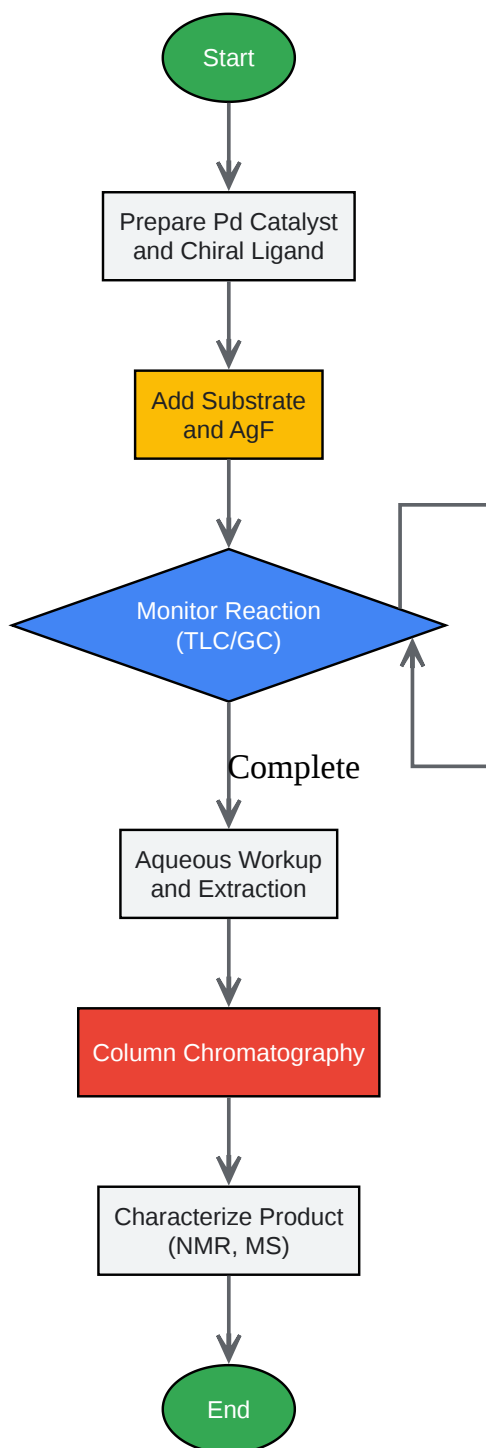 Start
Prepare Pd Catalyst
and Chiral Ligand
Add Substrate
and AgF
Monitor Reaction
(TLC/GC)
Complete
Aqueous Workup
and Extraction
Column Chromatography
Characterize Product
(NMR, MS)
End